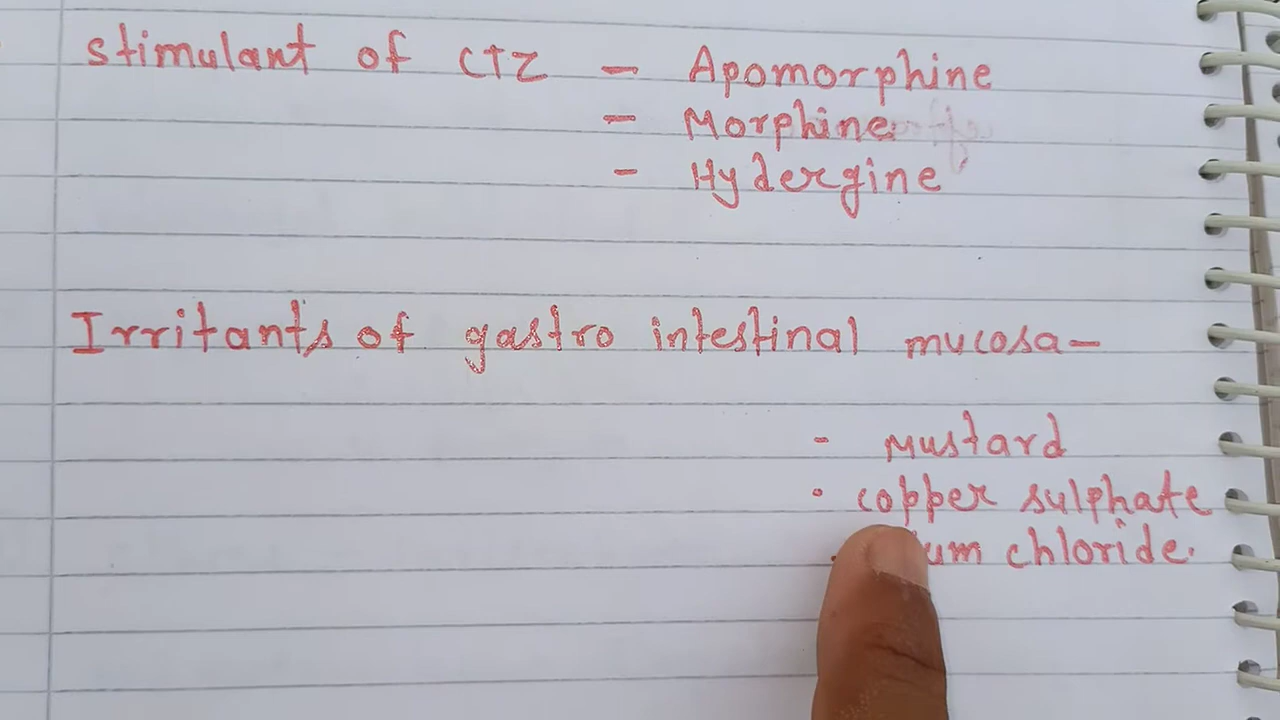 stimulant of CTZ - Apomorphine
- Morphine
- Hydergine
Irritants of gastro intestinal mucosa-
- Mustard
• copper sulphate
chloride.